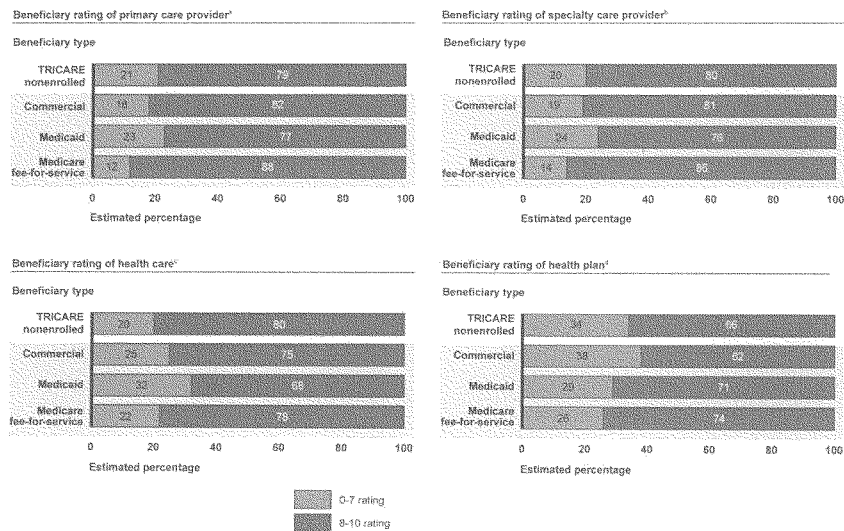 Beneficiary rating of primary care providerᵃ
Beneficiary type
TRICARE
nonenrolled
21 79
Commercial
18 82
Medicaid
23 77
Medicare
fee-for-service
12 88
0 20 40 60 80 100
Estimated percentage
Beneficiary rating of specialty care providerᵇ
Beneficiary type
TRICARE
nonenrolled
20 80
Commercial
19 81
Medicaid
24 76
Medicare
fee-for-service
14 86
0 20 40 60 80 100
Estimated percentage
Beneficiary rating of health careᶜ
Beneficiary type
TRICARE
nonenrolled
20 80
Commercial
25 75
Medicaid
32 68
Medicare
fee-for-service
22 78
0 20 40 60 80 100
Estimated percentage
Beneficiary rating of health planᵈ
Beneficiary type
TRICARE
nonenrolled
34 66
Commercial
38 62
Medicaid
29 71
Medicare
fee-for-service
26 74
0 20 40 60 80 100
Estimated percentage
0-7 rating
8-10 rating